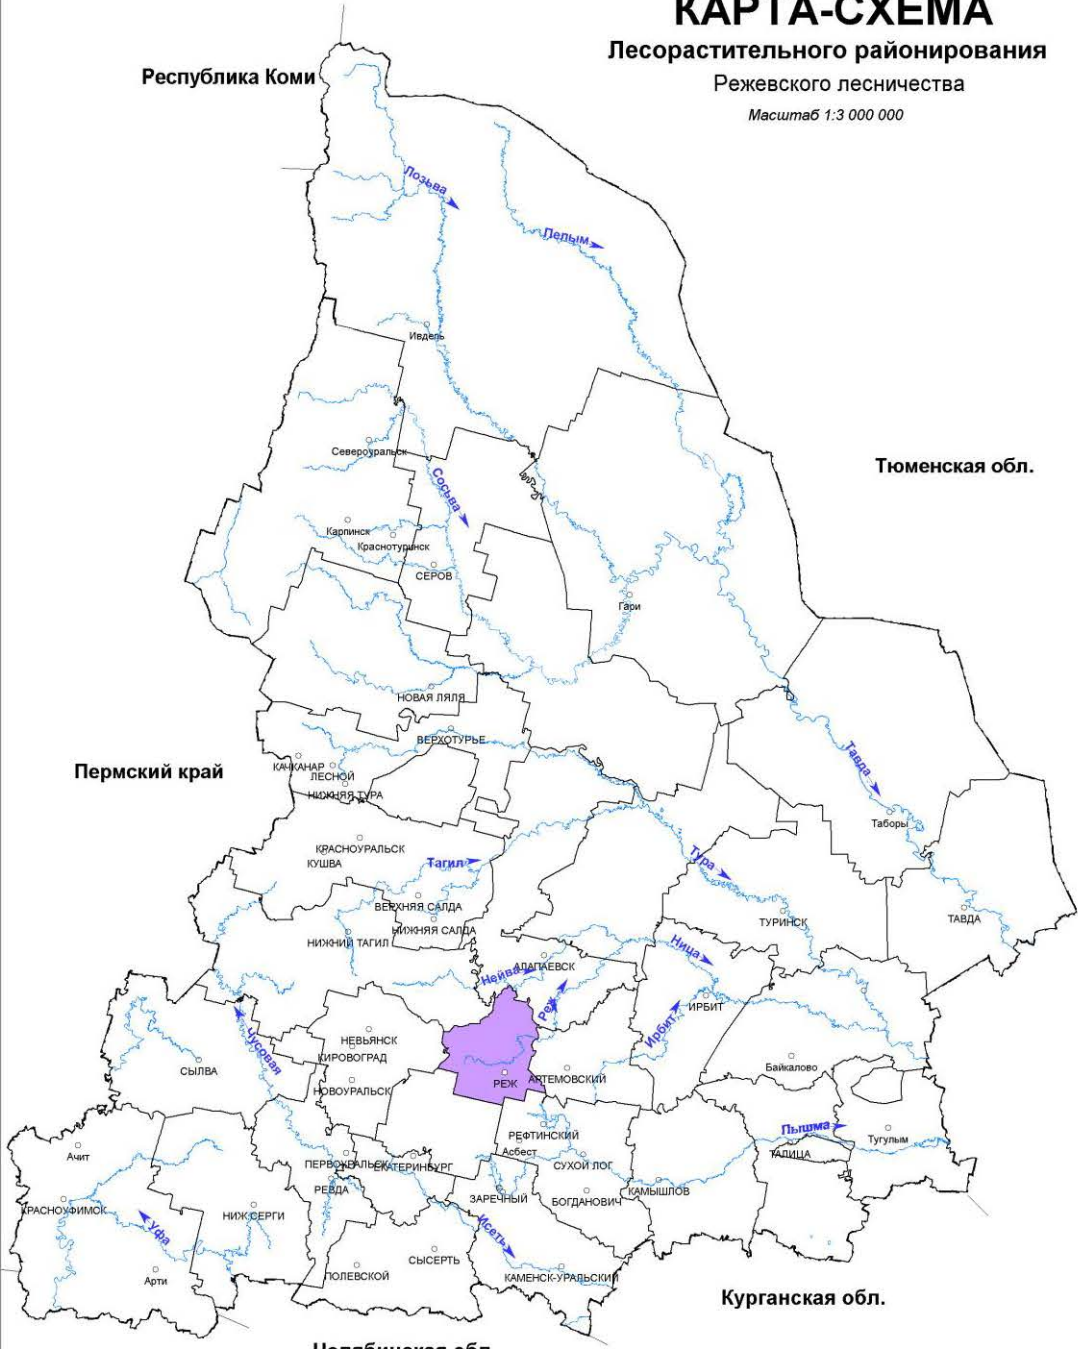 КАРТА-СХЕМА
Лесорастительного районирования
Режевского лесничества
Масштаб 1:3 000 000
Республика Коми
Лозьва
Пелым
Ивдель
Североуральск
Тюменская обл.
Сосьва
Карпинск
Краснотуринск
СЕРОВ
Гари
НОВАЯ ЛЯЛЯ
ВЕРХОТУРЬЕ
Пермский край
КАЧКАНАР
ЛЕСНОЙ
НИЖНЯЯ ТУРА
Тавда
Таборы
КРАСНОУРАЛЬСК
КУШВА
Тагил
Тура
ВЕРХНЯЯ САЛДА
НИЖНЯЯ САЛДА
НИЖНИЙ ТАГИЛ
ТУРИНСК
ТАВДА
Ница
Нейва
АЛАПАЕВСК
Реж
ИРБИТ
Ирбит
Чусовая
НЕВЬЯНСК
КИРОВОГРАД
СЫЛВА
НОВОУРАЛЬСК
РЕЖ
АРТЕМОВСКИЙ
Байкалово
Пышма
Тугулым
ТАЛИЦА
РЕФТИНСКИЙ
Асбест
Ачит
ПЕРВОУРАЛЬСК
ЕКАТЕРИНБУРГ
СУХОЙ ЛОГ
РЕВДА
ЗАРЕЧНЫЙ
БОГДАНОВИЧ
КАМЫШЛОВ
КРАСНОУФИМСК
НИЖ.СЕРГИ
Уфа
Исеть
Арти
ПОЛЕВСКОЙ
СЫСЕРТЬ
КАМЕНСК-УРАЛЬСКИЙ
Курганская обл.
Челябинская обл.